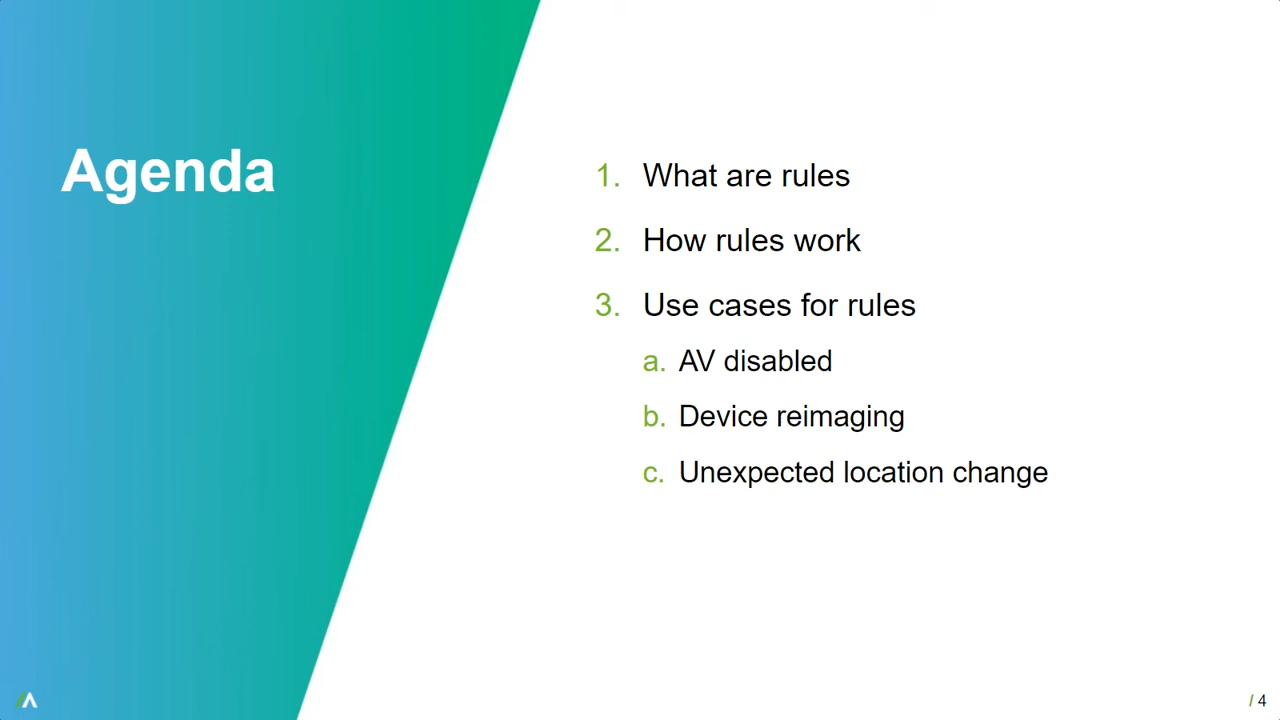 Agenda
1. What are rules
2. How rules work
3. Use cases for rules
a. AV disabled
b. Device reimaging
c. Unexpected location change
/ 4